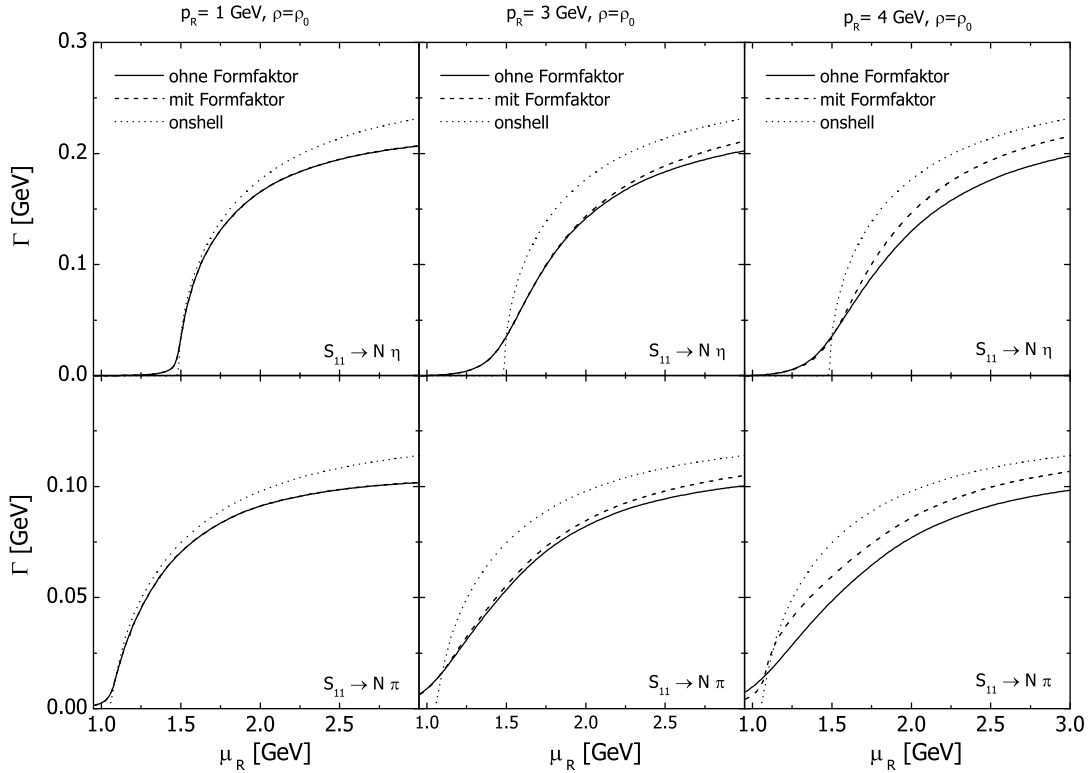 p_R= 1 GeV, ρ=ρ_0
p_R= 3 GeV, ρ=ρ_0
p_R= 4 GeV, ρ=ρ_0
0.3
0.2
0.1
0.0
Γ [GeV]
ohne Formfaktor
mit Formfaktor
onshell
S_11 → N η
ohne Formfaktor
mit Formfaktor
onshell
S_11 → N η
ohne Formfaktor
mit Formfaktor
onshell
S_11 → N η
0.10
0.05
0.00
Γ [GeV]
S_11 → N π
S_11 → N π
S_11 → N π
1.0 1.5 2.0 2.5
1.0 1.5 2.0 2.5
1.0 1.5 2.0 2.5 3.0
μ_R [GeV]
μ_R [GeV]
μ_R [GeV]